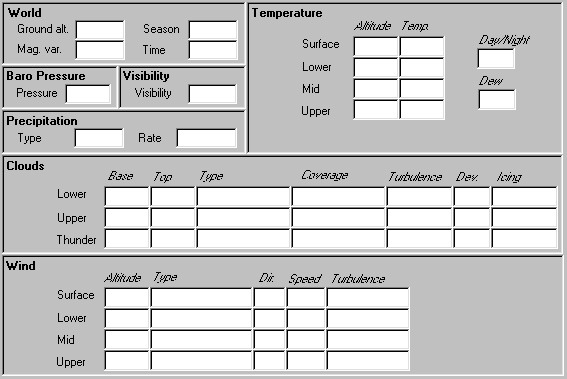 World
Ground alt. Season
Mag. var. Time
Baro Pressure Visibility
Pressure Visibility
Precipitation
Type Rate
Temperature
Altitude Temp.
Surface Day/Night
Lower
Mid Dew
Upper
Clouds
Base Top Type Coverage Turbulence Dev. Icing
Lower
Upper
Thunder
Wind
Altitude Type Dir. Speed Turbulence
Surface
Lower
Mid
Upper